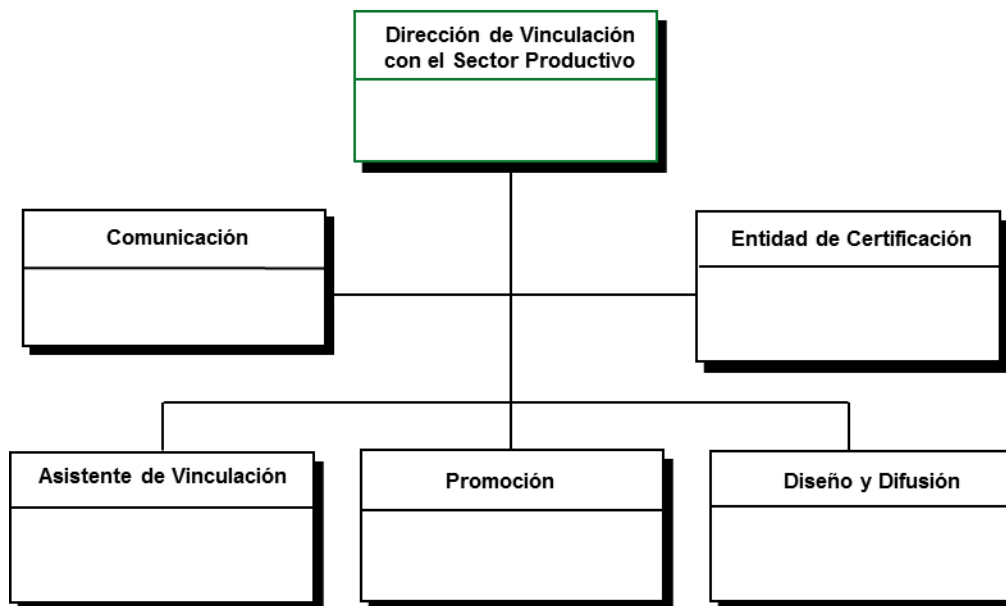 Dirección de Vinculación
con el Sector Productivo
Comunicación
Entidad de Certificación
Asistente de Vinculación
Promoción
Diseño y Difusión